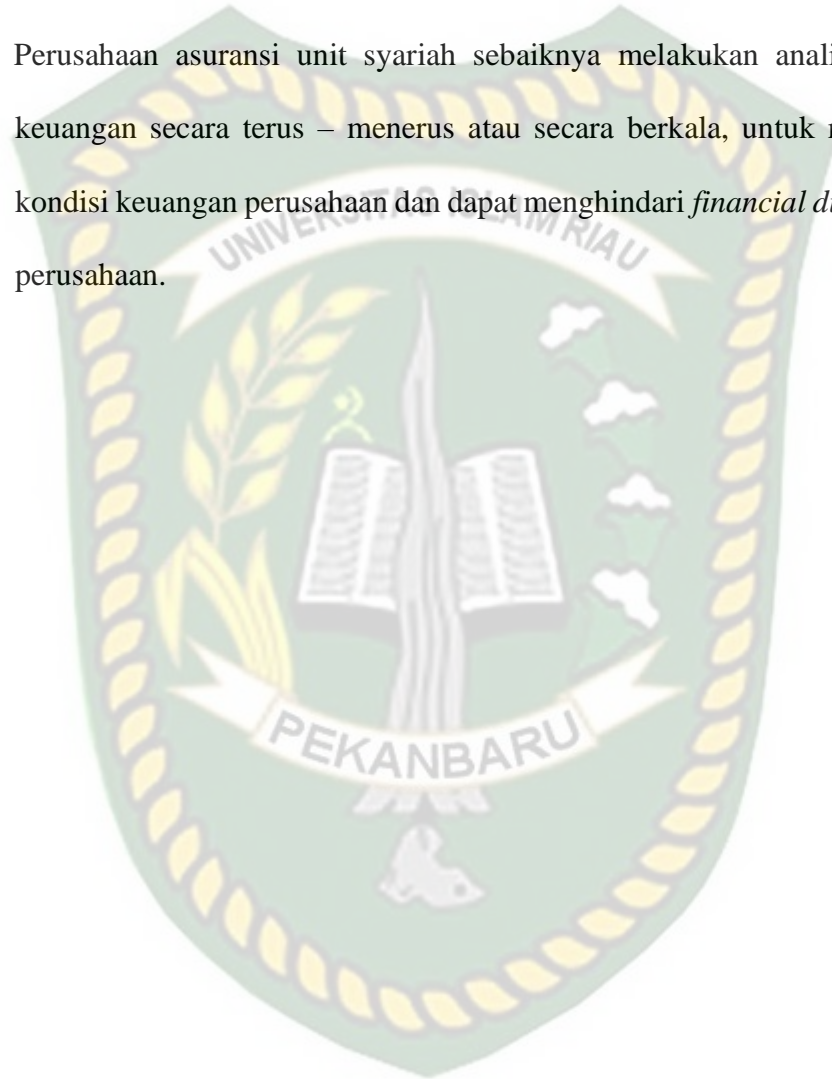 Perusahaan asuransi unit syariah sebaiknya melakukan
keuangan secara terus – menerus atau secara berkala, untuk
kondisi keuangan perusahaan dan dapat menghindari financial
perusahaan.
UNIVERSITAS ISLAM RIAU
PEKANBARU